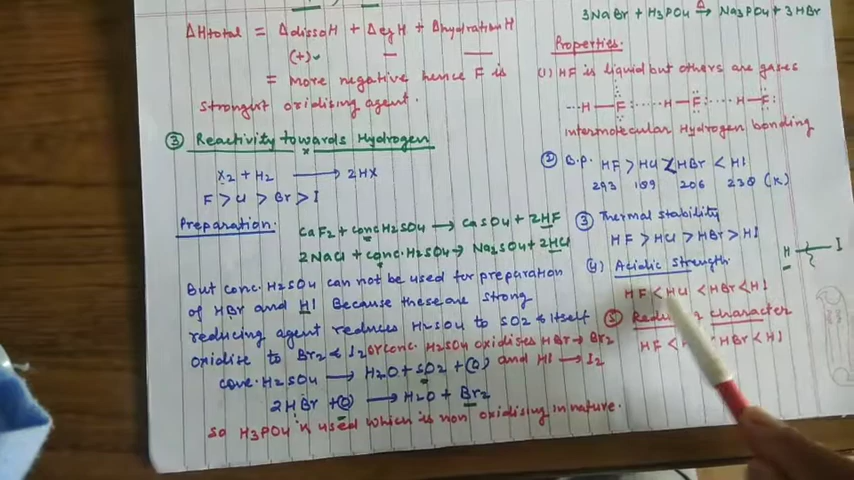 ΔHtotal = ΔdissoH + ΔegH + ΔhydrationH
(+) - -
= more negative hence F is
strongest oxidising agent.
③ Reactivity towards Hydrogen
X2 + H2 ⟶ 2HX
F > Cl > Br > I
Preparation
CaF2 + conc H2SO4 ⟶ CaSO4 + 2HF
2NaCl + conc. H2SO4 → Na2SO4 + 2HCl
But conc. H2SO4 can not be used for preparation
of HBr and HI Because these are strong
reducing agent reduces H2SO4 to SO2 & itself
oxidise to Br2 & I2 or conc. H2SO4 oxidises HBr → Br2
conc. H2SO4 ⟶ H2O + SO2 + (O) and HI ⟶ I2
2HBr + (O) ⟶ H2O + Br2
So H3PO4 is used which is non oxidising in nature.
3NaBr + H3PO4 Δ→ Na3PO4 + 3HBr
Properties:
(1) HF is liquid but others are gases
---H—F:----H—F:----H—F:
intermolecular Hydrogen bonding
② B.P. HF > HCl < HBr < HI
293 189 206 238 (K)
③ Thermal stability
HF > HCl > HBr > HI
H I
(4) Acidic strength
HF < HCl < HBr < HI
⑤ character
HF < HBr < HI